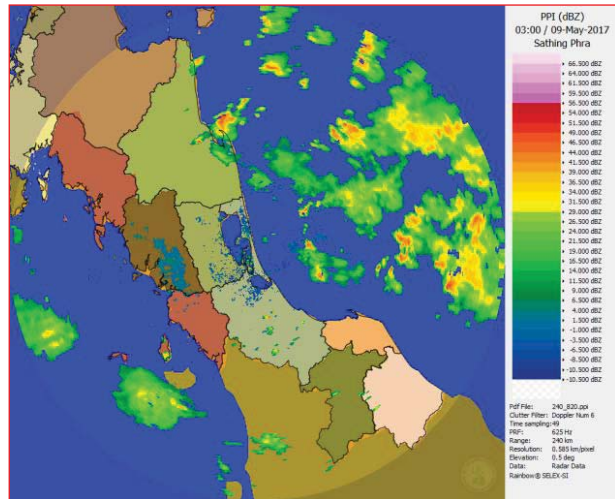 PPI (dBZ)
03:00 / 09-May-2017
Sathing Phra
66.500 dBZ
64.000 dBZ
61.500 dBZ
59.000 dBZ
56.500 dBZ
54.000 dBZ
51.500 dBZ
49.000 dBZ
46.500 dBZ
44.000 dBZ
41.500 dBZ
39.000 dBZ
36.500 dBZ
34.000 dBZ
31.500 dBZ
29.000 dBZ
26.500 dBZ
24.000 dBZ
21.500 dBZ
19.000 dBZ
16.500 dBZ
14.000 dBZ
11.500 dBZ
9.000 dBZ
6.500 dBZ
4.000 dBZ
1.500 dBZ
-1.000 dBZ
-3.500 dBZ
-6.000 dBZ
-8.500 dBZ
-10.500 dBZ
Pdf File: 240_820.ppi
Clutter Filter: Doppler Num 6
Time sampling: 49
PRF: 625 Hz
Range: 240 km
Resolution: 0.585 km/pixel
Elevation: 0.5 deg
Data: Radar Data
Rainbow® SELEX-SI